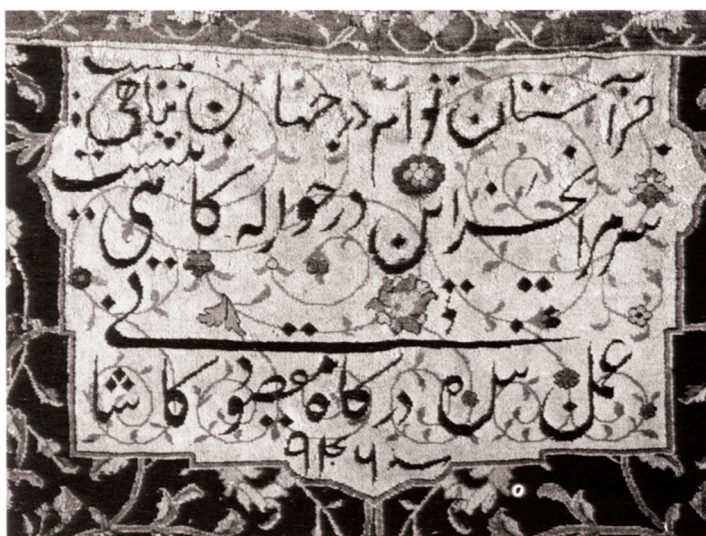 جز آستان توام در جهان پناهی نیست
سر مرا بجز این در حواله گاهی نیست
عمل بنده درگاه مقصود کاشانی
سنه ۹۴۶